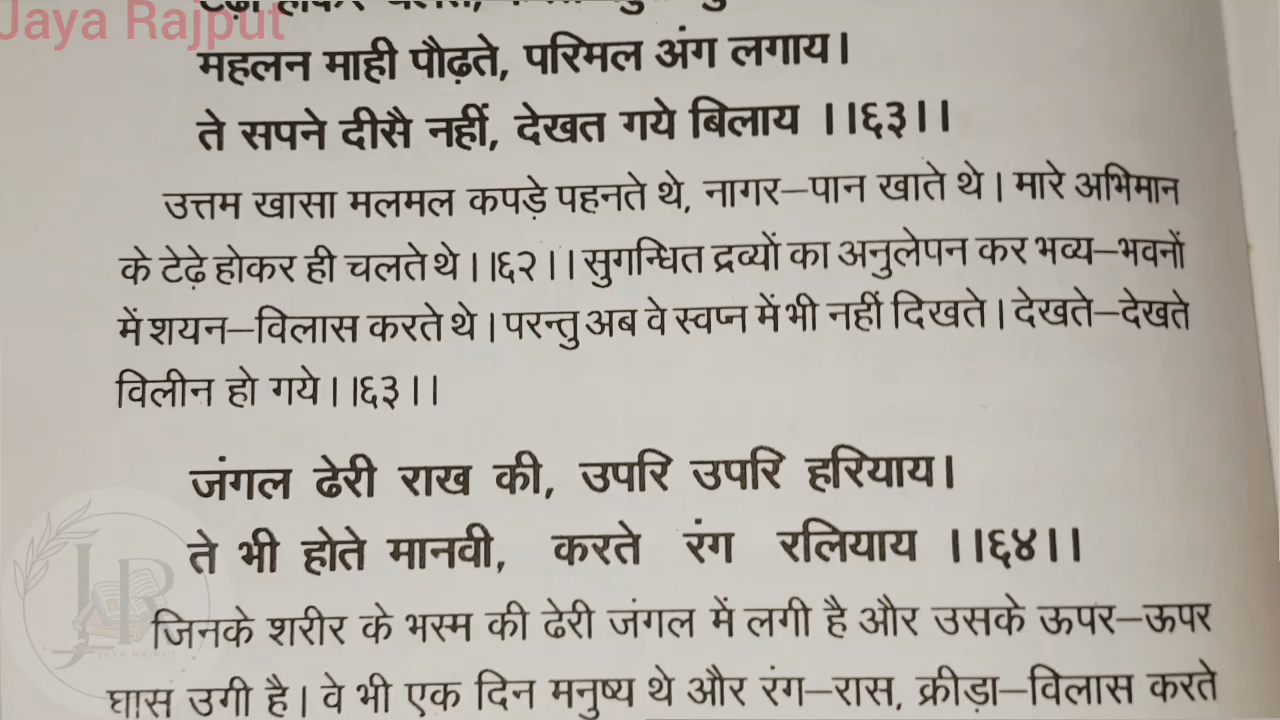 Jaya Rajput
महलन माही पौढ़ते, परिमल अंग लगाय।
ते सपने दीसै नहीं, देखत गये बिलाय ।।६३।।
उत्तम खासा मलमल कपड़े पहनते थे, नागर–पान खाते थे। मारे अभिमान
के टेढ़े होकर ही चलते थे।।६२।। सुगन्धित द्रव्यों का अनुलेपन कर भव्य–भवनों
में शयन–विलास करते थे। परन्तु अब वे स्वप्न में भी नहीं दिखते। देखते–देखते
विलीन हो गये।।६३।।
जंगल ढेरी राख की, उपरि उपरि हरियाय।
ते भी होते मानवी, करते रंग रलियाय ।।६४।।
जिनके शरीर के भस्म की ढेरी जंगल में लगी है और उसके ऊपर–ऊपर
घास उगी है। वे भी एक दिन मनुष्य थे और रंग–रास, क्रीड़ा–विलास करते
JR
JAYA RAJPUT